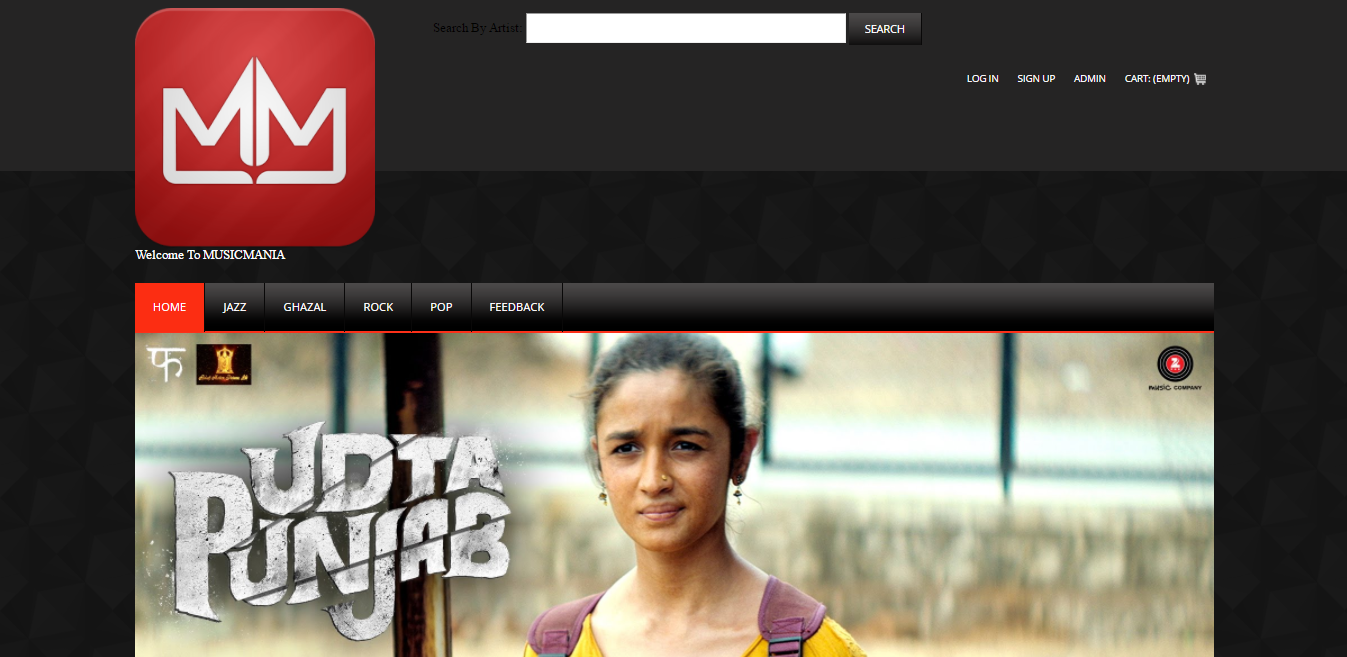 Search By Artist:
SEARCH
LOG IN SIGN UP ADMIN CART: (EMPTY)
MM
Welcome To MUSICMANIA
HOME JAZZ GHAZAL ROCK POP FEEDBACK
फ
Z
MUSIC COMPANY
UDTA
PUNJAB